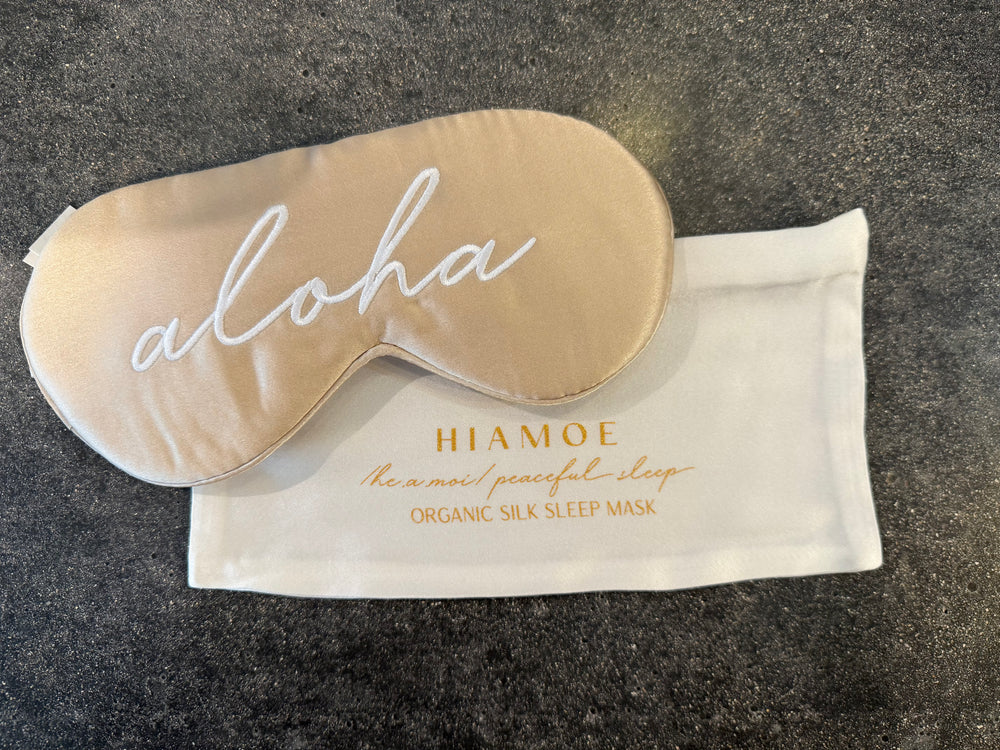 aloha
HIAMOE
/he.a.moi/ peaceful sleep
ORGANIC SILK SLEEP MASK